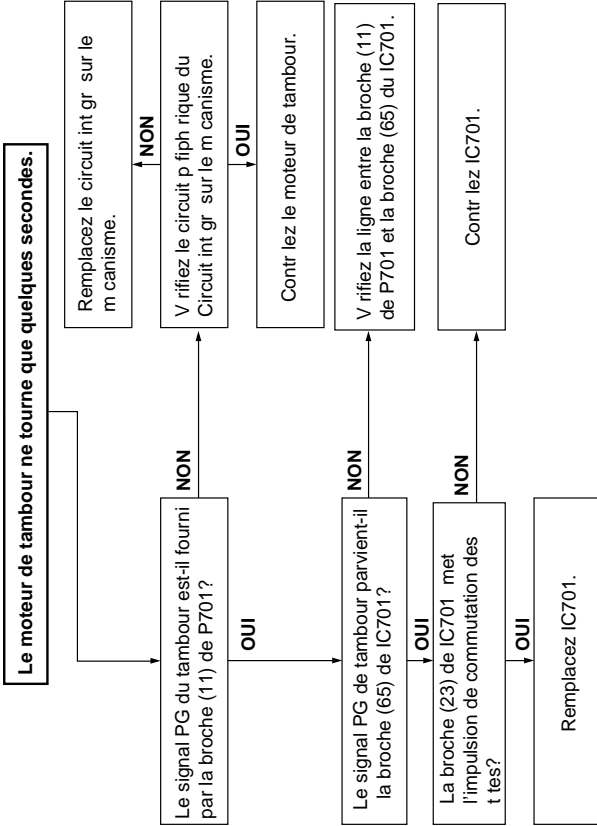 Le moteur de tambour ne tourne que quelques secondes.
Le signal PG du tambour est-il fourni
par la broche (11) de P701?
NON
V rifiez le circuit p fiph rique du
Circuit int gr  sur le m canisme.
NON
Remplacez le circuit int gr  sur le
m canisme.
OUI
Contr lez le moteur de tambour.
OUI
Le signal PG de tambour parvient-il
la broche (65) de IC701?
NON
V rifiez la ligne entre la broche (11)
de P701 et la broche (65) du IC701.
OUI
La broche (23) de IC701  met
l'impulsion de commutation des
t tes?
NON
Contr lez IC701.
OUI
Remplacez IC701.